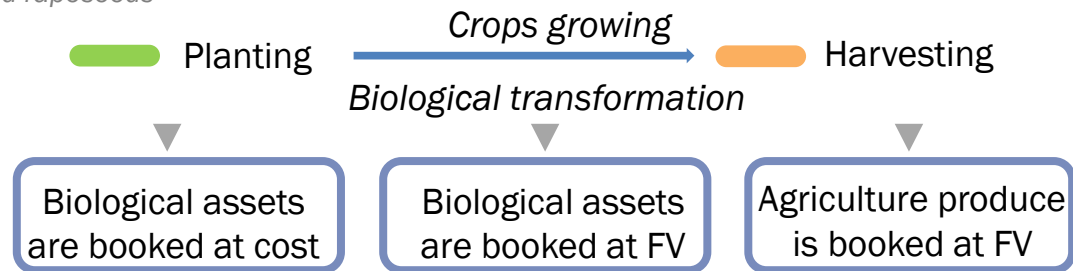 Crops growing
Planting
Harvesting
Biological transformation
Biological assets
are booked at cost
Biological assets
are booked at FV
Agriculture produce
is booked at FV